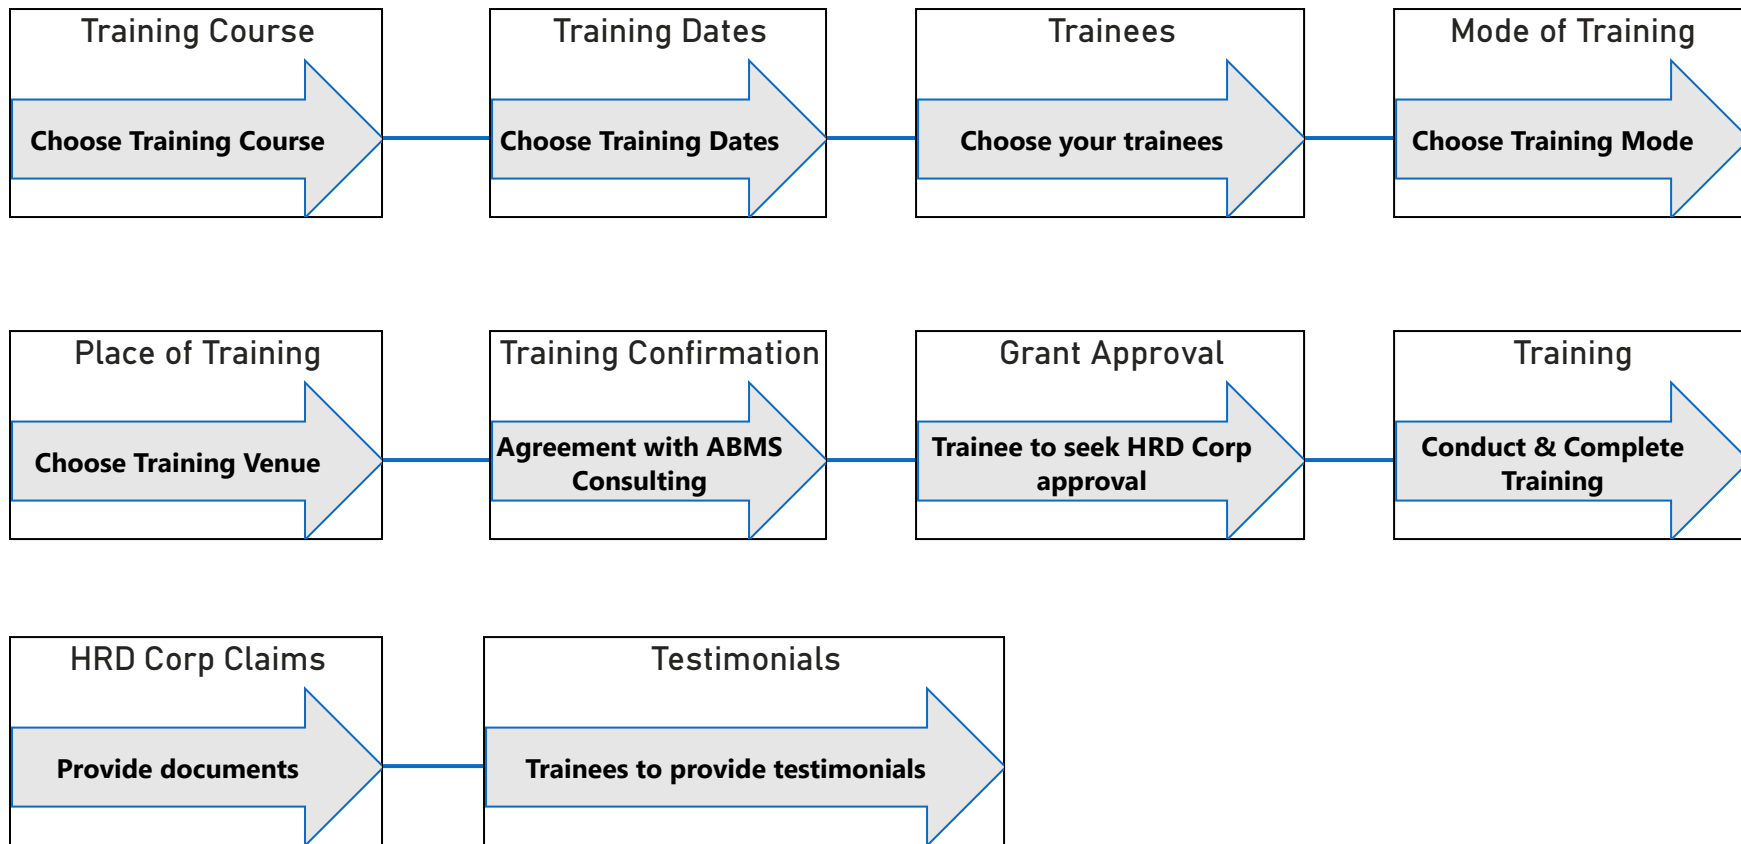 Training Course
Choose Training Course
Training Dates
Choose Training Dates
Trainees
Choose your trainees
Mode of Training
Choose Training Mode
Place of Training
Choose Training Venue
Training Confirmation
Agreement with ABMS
Consulting
Grant Approval
Trainee to seek HRD Corp
approval
Training
Conduct & Complete
Training
HRD Corp Claims
Provide documents
Testimonials
Trainees to provide testimonials